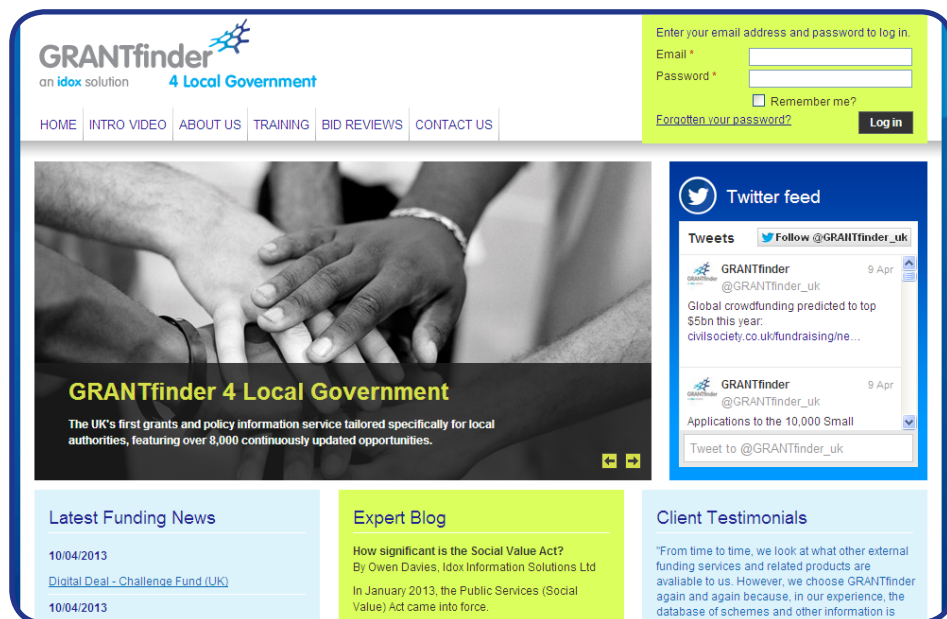 GRANTfinder
an idox solution
4 Local Government
Enter your email address and password to log in.
Email *
Password *
Remember me?
Forgotten your password?
Log in
HOME
INTRO VIDEO
ABOUT US
TRAINING
BID REVIEWS
CONTACT US
GRANTfinder 4 Local Government
The UK's first grants and policy information service tailored specifically for local
authorities, featuring over 8,000 continuously updated opportunities.
Twitter feed
Tweets
Follow @GRANTfinder_uk
GRANTfinder
9 Apr
@GRANTfinder_uk
Global crowdfunding predicted to top
$5bn this year:
civilsociety.co.uk/fundraising/ne...
GRANTfinder
9 Apr
@GRANTfinder_uk
Applications to the 10,000 Small
Tweet to @GRANTfinder_uk
Latest Funding News
10/04/2013
Digital Deal - Challenge Fund (UK)
10/04/2013
Expert Blog
How significant is the Social Value Act?
By Owen Davies, Idox Information Solutions Ltd
In January 2013, the Public Services (Social
Value) Act came into force.
Client Testimonials
"From time to time, we look at what other external
funding services and related products are
avaliable to us. However, we choose GRANTfinder
again and again because, in our experience, the
database of schemes and other information is